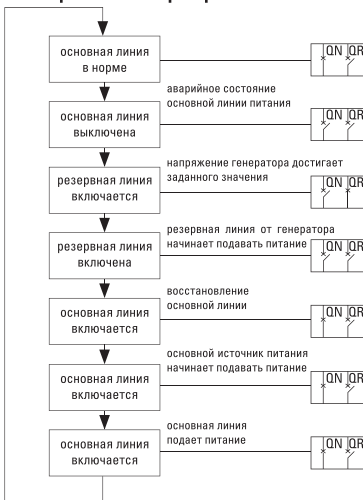 основная линия
в норме
QN QR
аварийное состояние
основной линии питания
основная линия
выключена
QN QR
напряжение генератора достигает
заданного значения
резервная линия
включается
QN QR
резервная линия от генератора
начинает подавать питание
резервная линия
включена
QN QR
восстановление
основной линии
основная линия
включается
QN QR
основной источник питания
начинает подавать питание
основная линия
включается
QN QR
основная линия
подает питание
основная линия
включается
QN QR